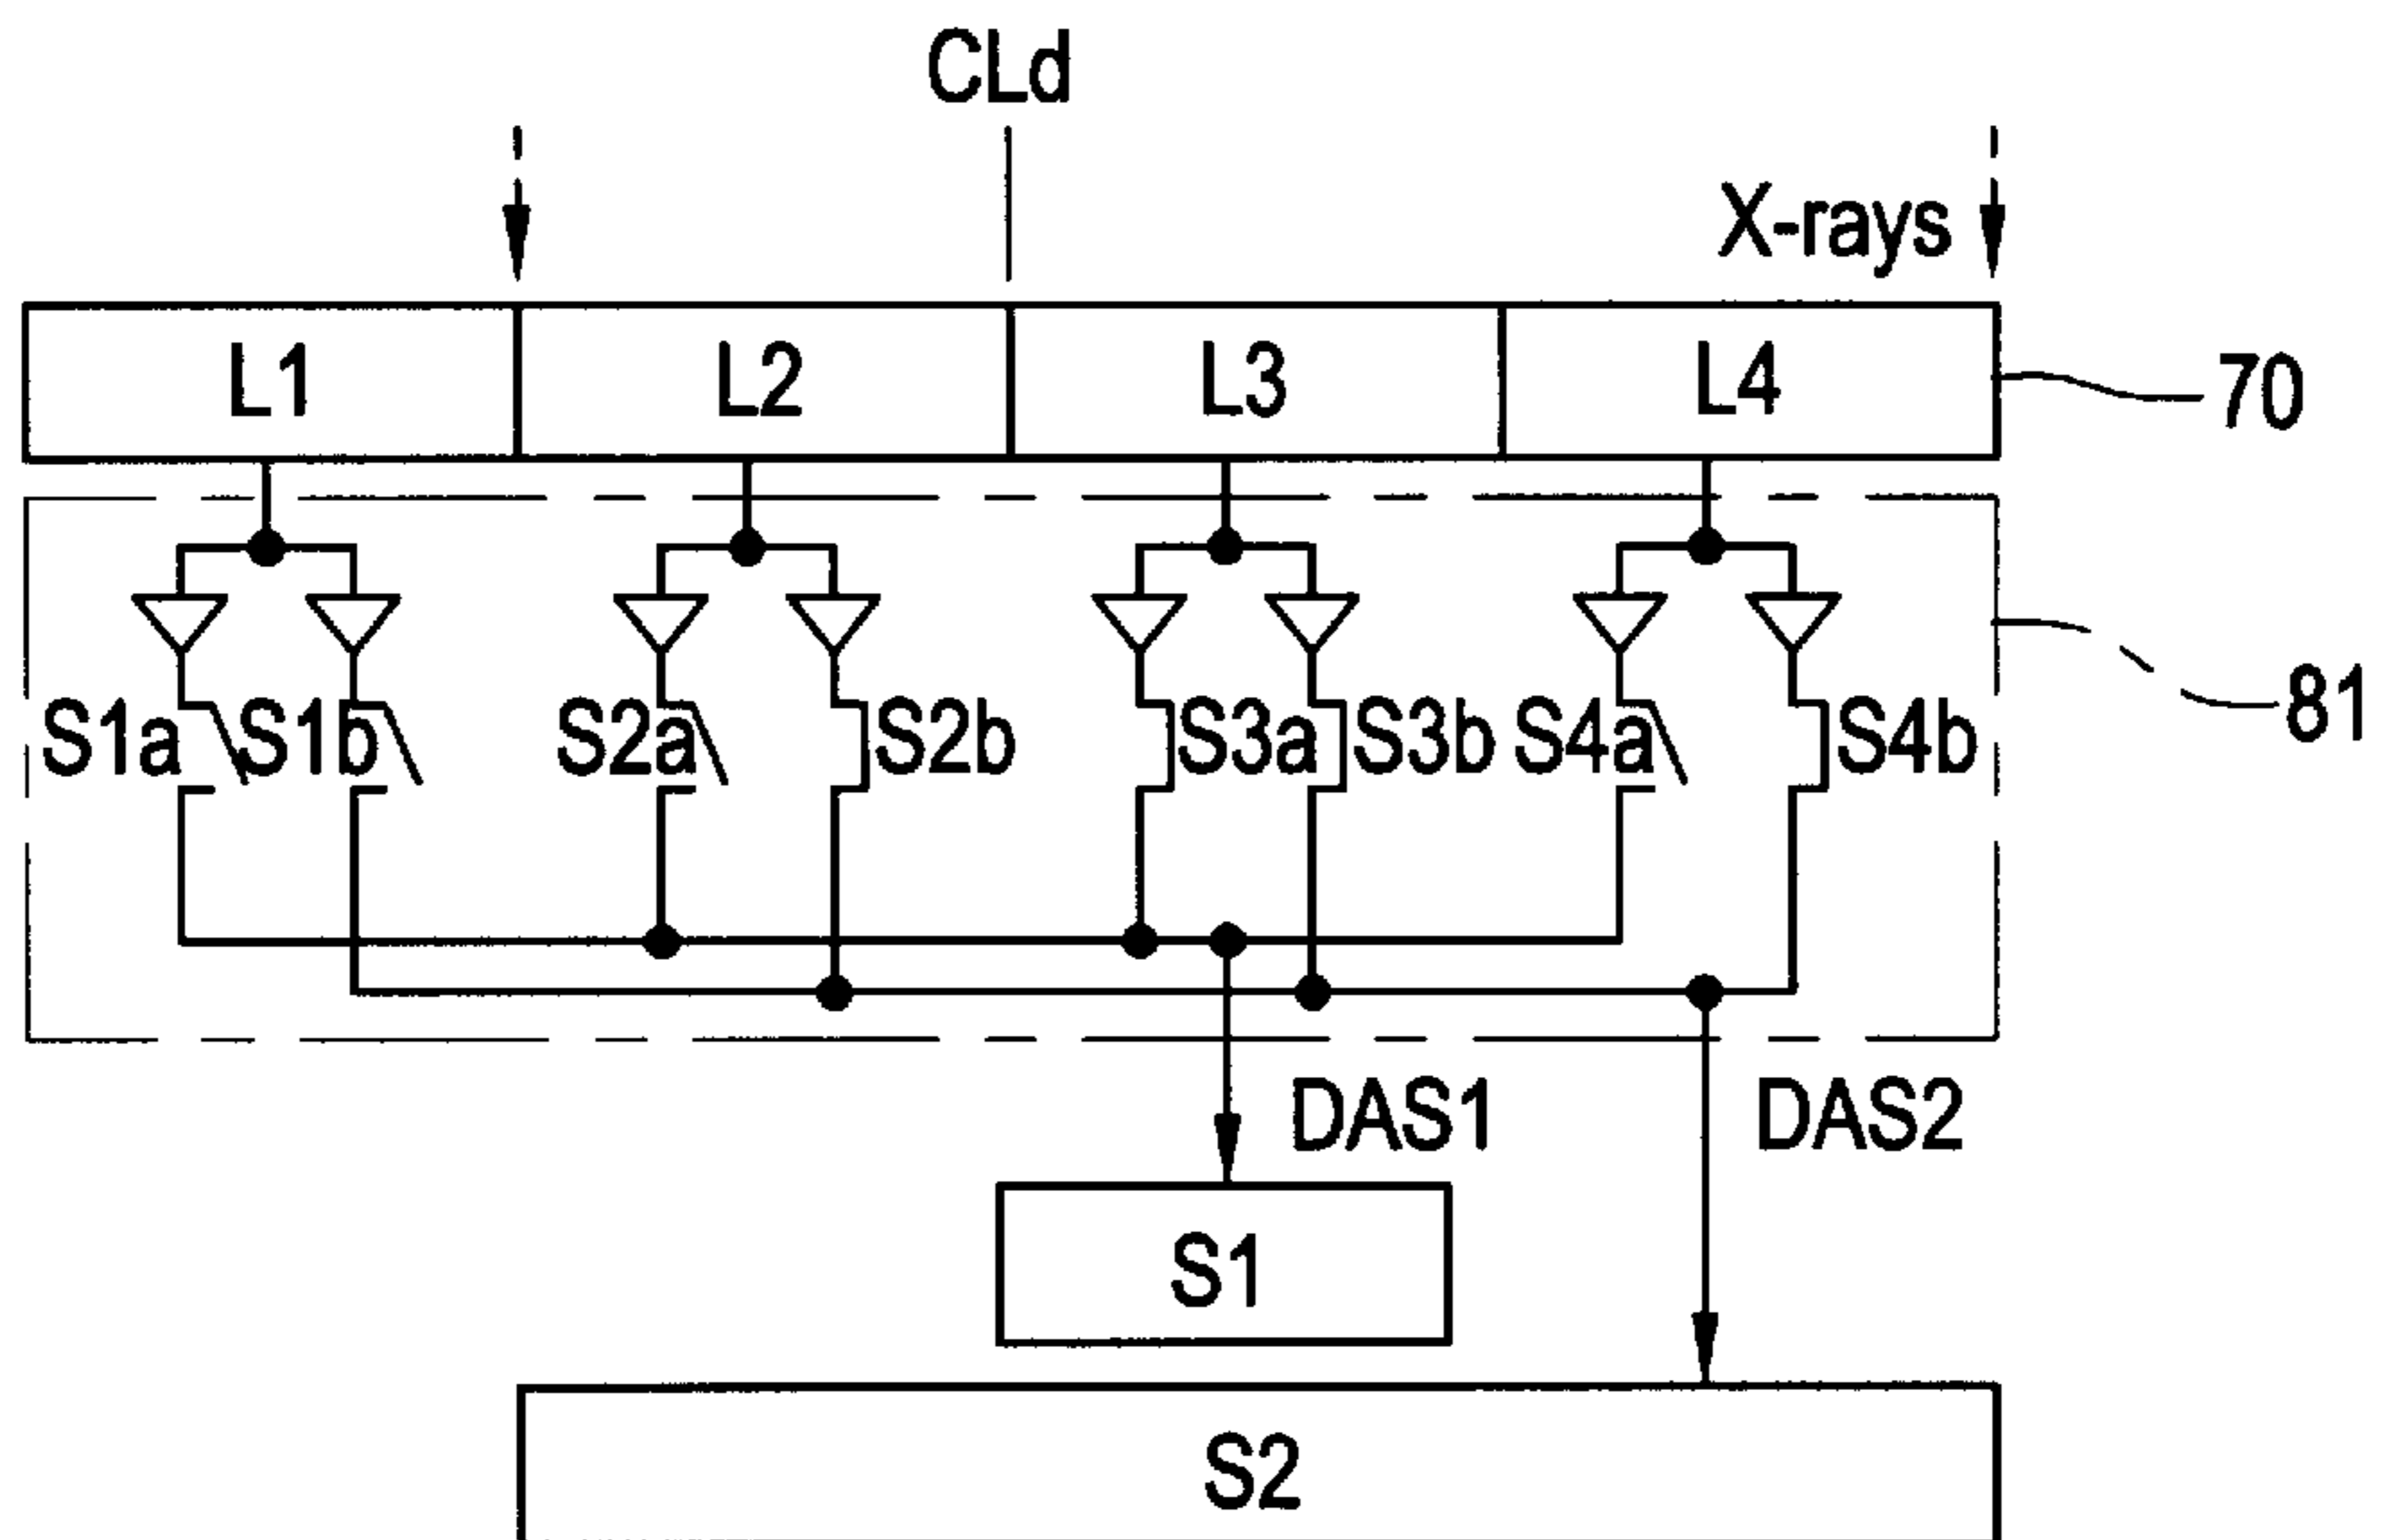 CLd
X-rays
L1 L2 L3 L4
70
S1a S1b S2a S2b S3a S3b S4a S4b
81
DAS1 DAS2
S1
S2